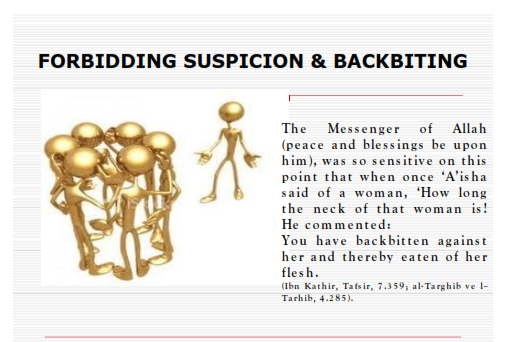 FORBIDDING SUSPICION & BACKBITING
The Messenger of Allah
(peace and blessings be upon
him), was so sensitive on this
point that when once ‘A’isha
said of a woman, ‘How long
the neck of that woman is!
He commented:
You have backbitten against
her and thereby eaten of her
flesh.
(Ibn Kathir, Tafsir, 7.359; al-Targhib ve l-
Tarhib, 4.285).